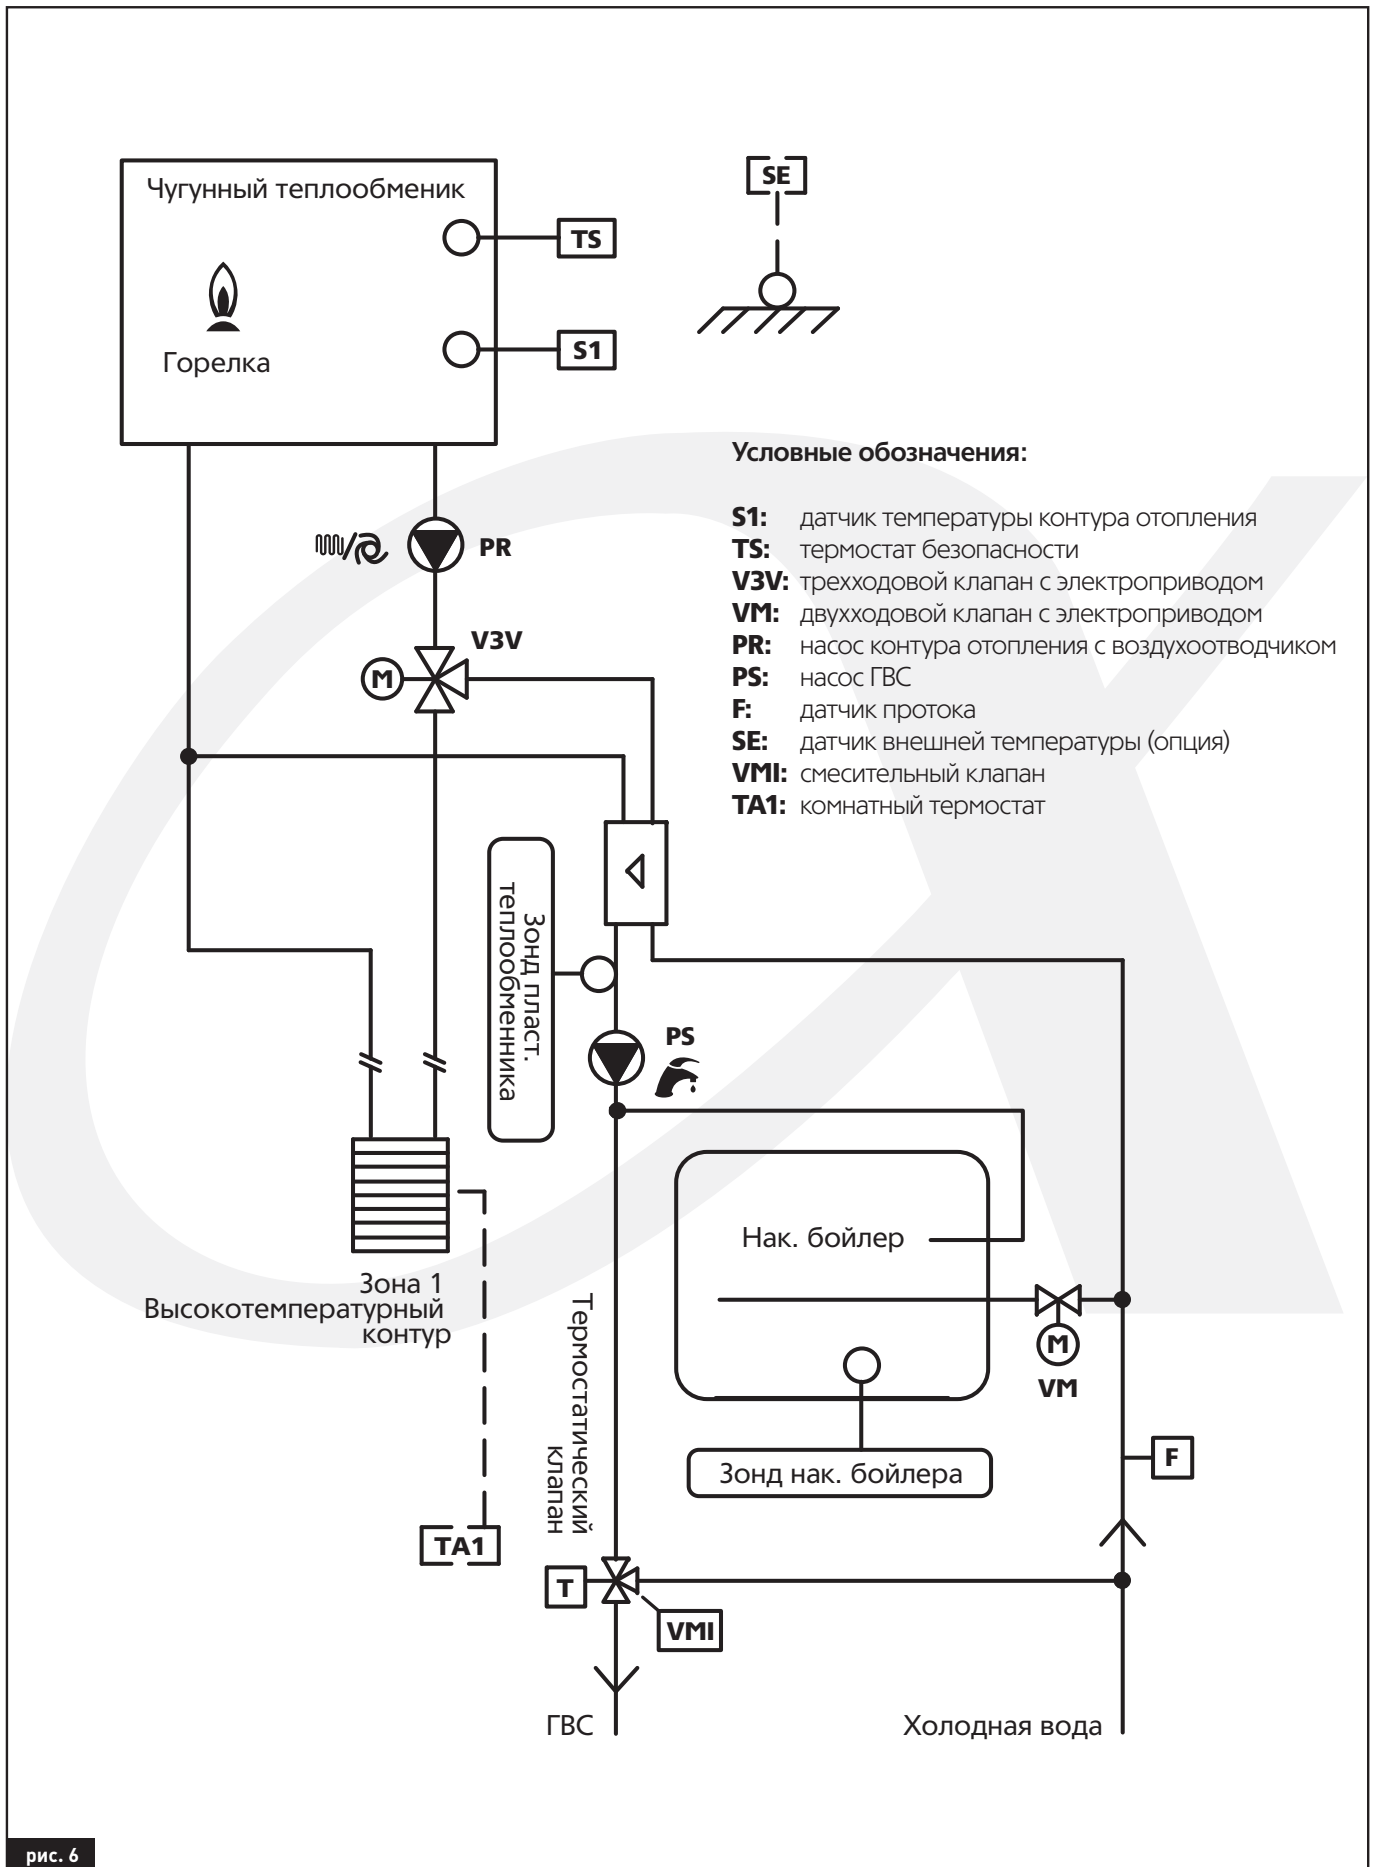 Чугунный теплообменик
TS
Горелка
S1
SE
Условные обозначения:
S1: датчик температуры контура отопления
TS: термостат безопасности
V3V: трехходовой клапан с электроприводом
VM: двухходовой клапан с электроприводом
PR: насос контура отопления с воздухоотводчиком
PS: насос ГВС
F: датчик протока
SE: датчик внешней температуры (опция)
VMI: смесительный клапан
TA1: комнатный термостат
PR
V3V
M
Зонд пласт.
теплообменника
PS
Нак. бойлер
M
VM
Зона 1
Высокотемпературный
контур
Термостатический
клапан
Зонд нак. бойлера
F
TA1
T
VMI
ГВС
Холодная вода
рис. 6